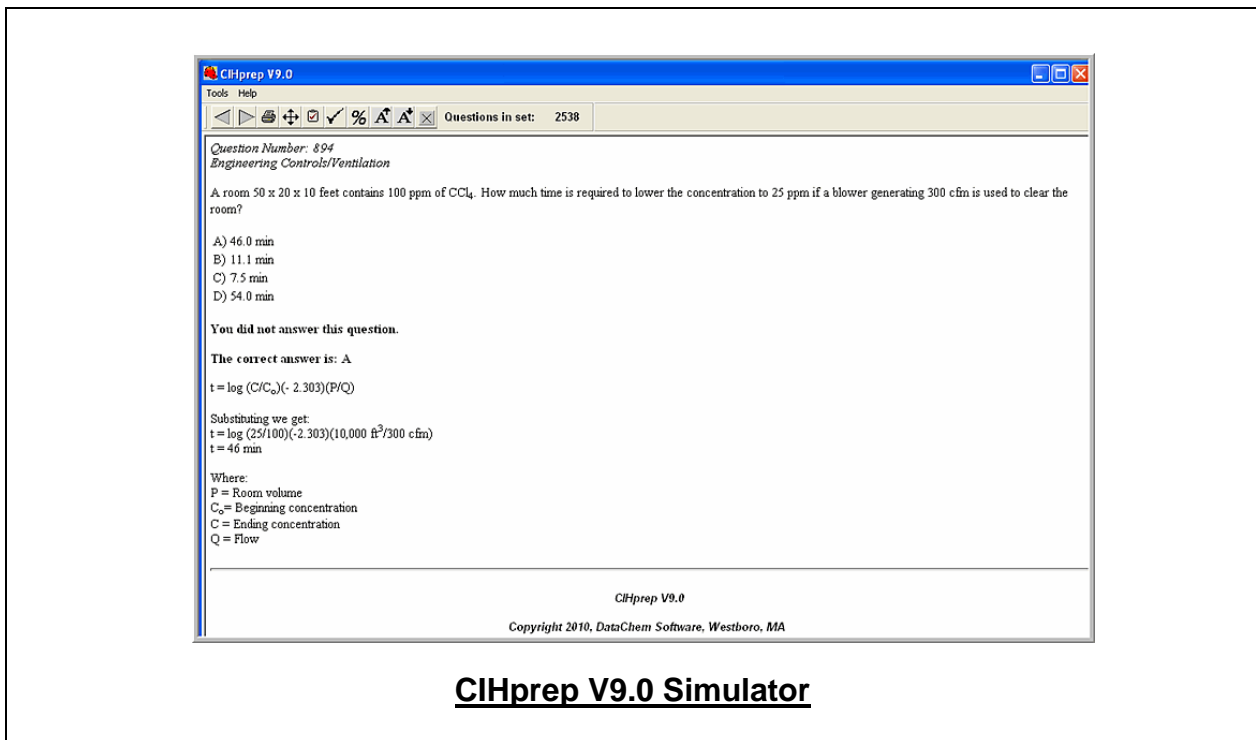 CIHprep V9.0
Tools Help
% A A Questions in set: 2538
Question Number: 894
Engineering Controls/Ventilation
A room 50 x 20 x 10 feet contains 100 ppm of CCl₄. How much time is required to lower the concentration to 25 ppm if a blower generating 300 cfm is used to clear the
room?
A) 46.0 min
B) 11.1 min
C) 7.5 min
D) 54.0 min
You did not answer this question.
The correct answer is: A
t = log (C/Cₒ)(- 2.303)(P/Q)
Substituting we get:
t = log (25/100)(-2.303)(10,000 ft³/300 cfm)
t = 46 min
Where:
P = Room volume
Cₒ= Beginning concentration
C = Ending concentration
Q = Flow
CIHprep V9.0
Copyright 2010, DataChem Software, Westboro, MA
CIHprep V9.0 Simulator